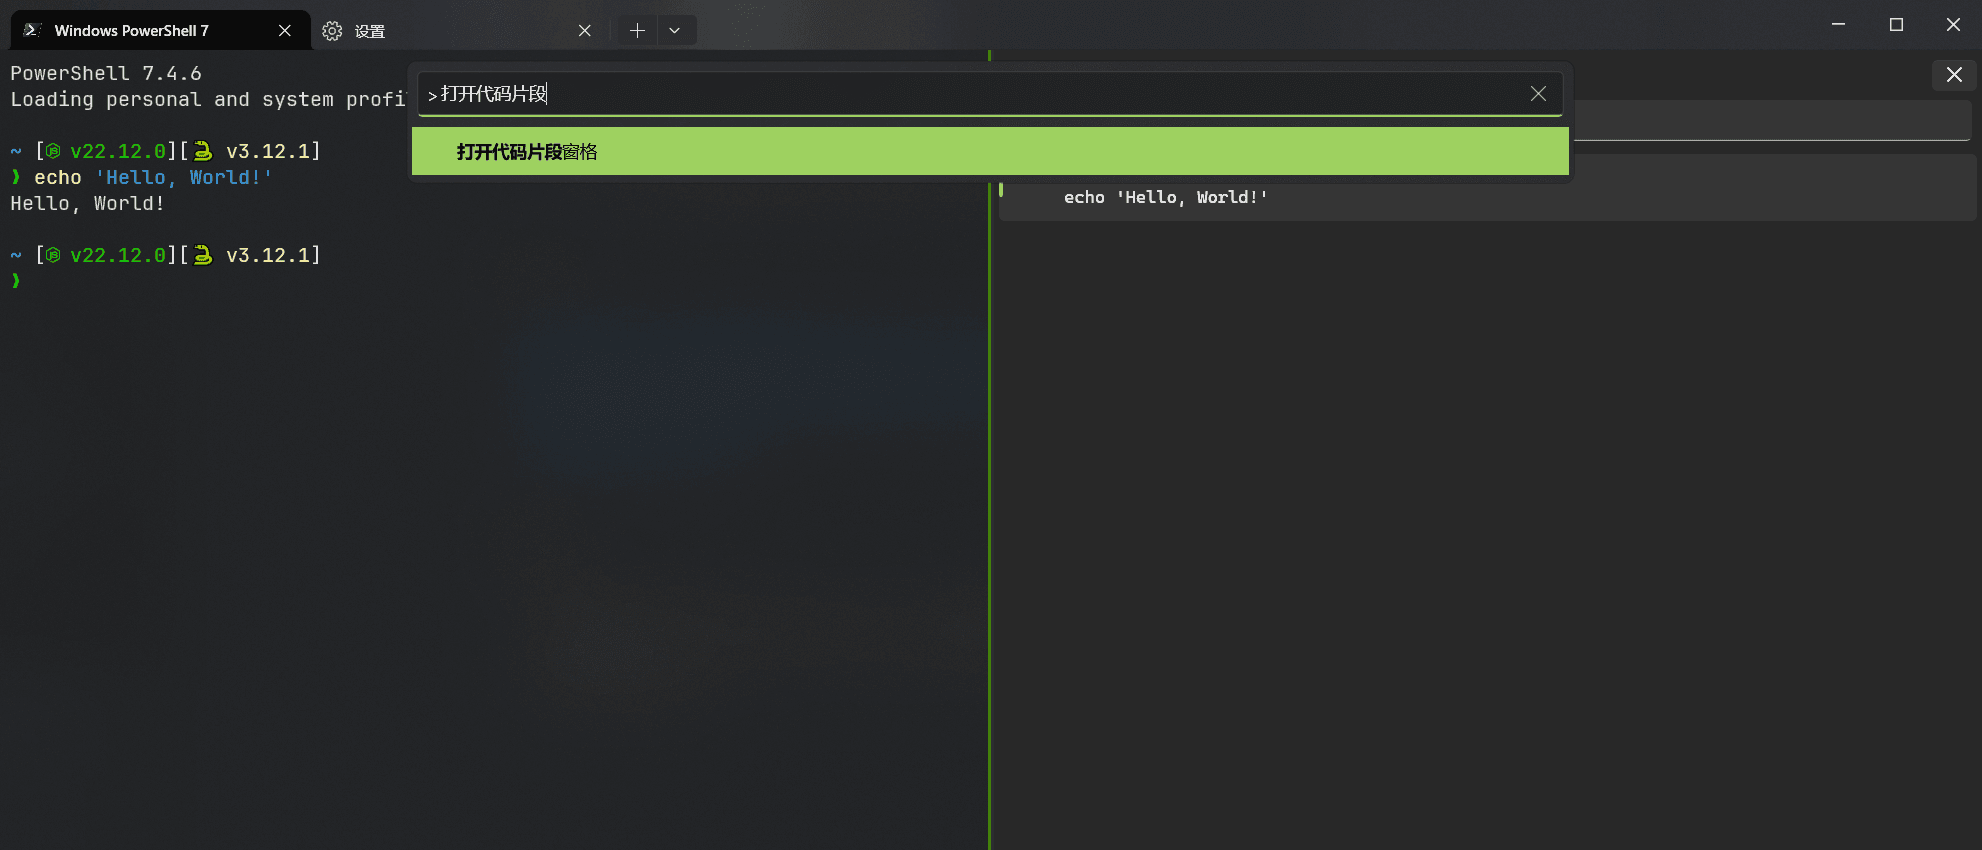 Windows PowerShell 7
设置
PowerShell 7.4.6
Loading personal and system profi
~ [ v22.12.0][ v3.12.1]
❯ echo 'Hello, World!'
Hello, World!
~ [ v22.12.0][ v3.12.1]
❯
>打开代码片段
打开代码片段窗格
echo 'Hello, World!'